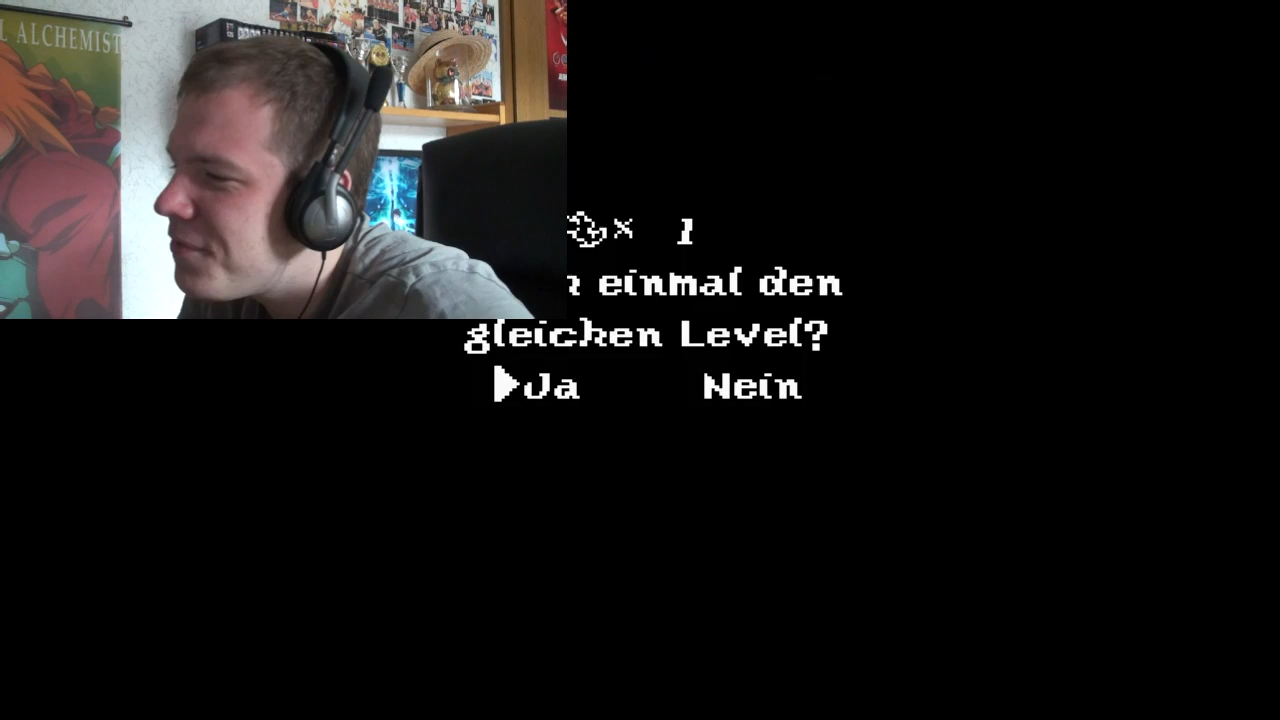 L ALCHEMIST
× 1
einmal den
gleichen Level?
▶Ja Nein